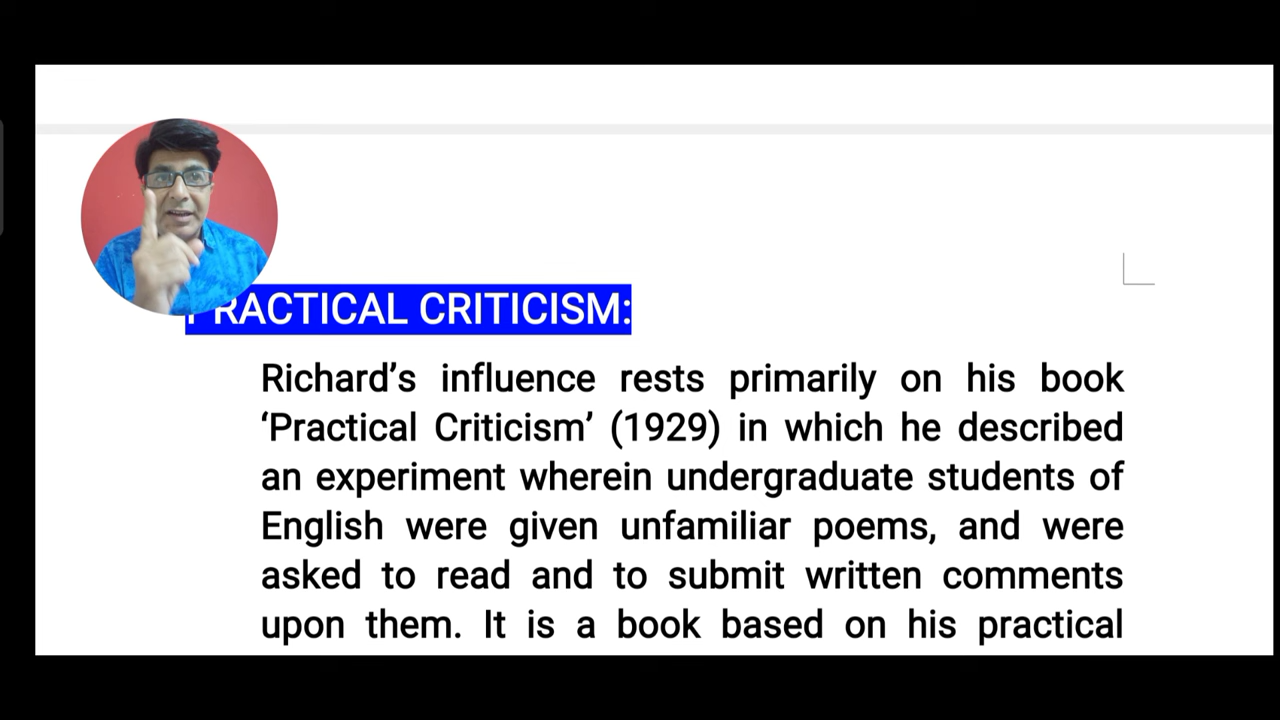 PRACTICAL CRITICISM:
Richard’s influence rests primarily on his book
‘Practical Criticism’ (1929) in which he described
an experiment wherein undergraduate students of
English were given unfamiliar poems, and were
asked to read and to submit written comments
upon them. It is a book based on his practical